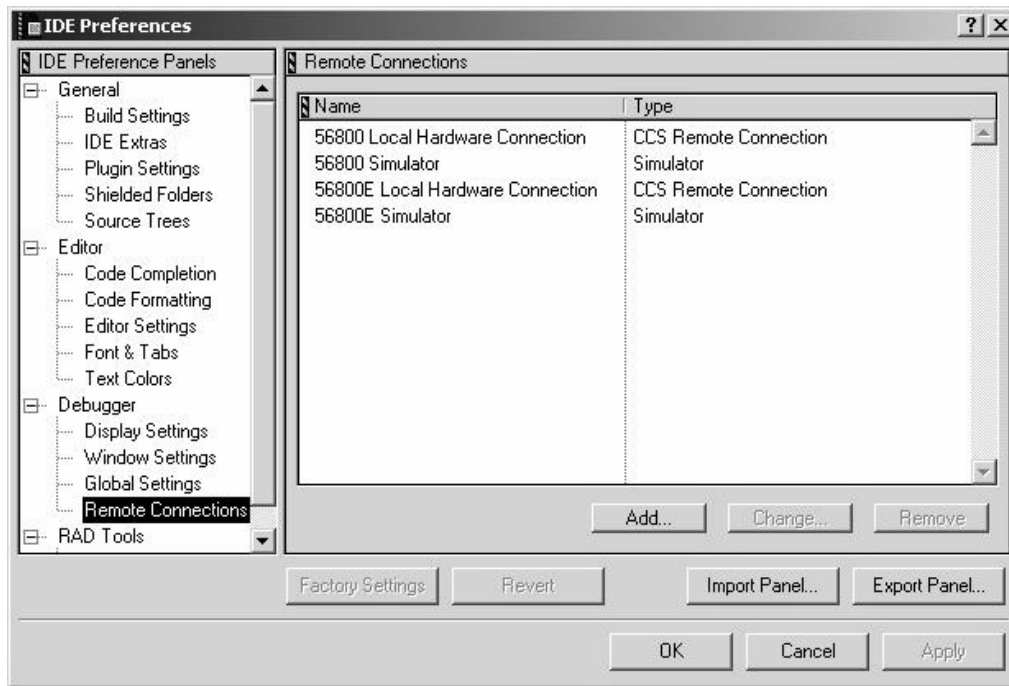 IDE Preferences
? X
IDE Preference Panels
General
Build Settings
IDE Extras
Plugin Settings
Shielded Folders
Source Trees
Editor
Code Completion
Code Formatting
Editor Settings
Font & Tabs
Text Colors
Debugger
Display Settings
Window Settings
Global Settings
Remote Connections
RAD Tools
Remote Connections
Name Type
56800 Local Hardware Connection CCS Remote Connection
56800 Simulator Simulator
56800E Local Hardware Connection CCS Remote Connection
56800E Simulator Simulator
Add... Change... Remove
Factory Settings Revert Import Panel... Export Panel...
OK Cancel Apply